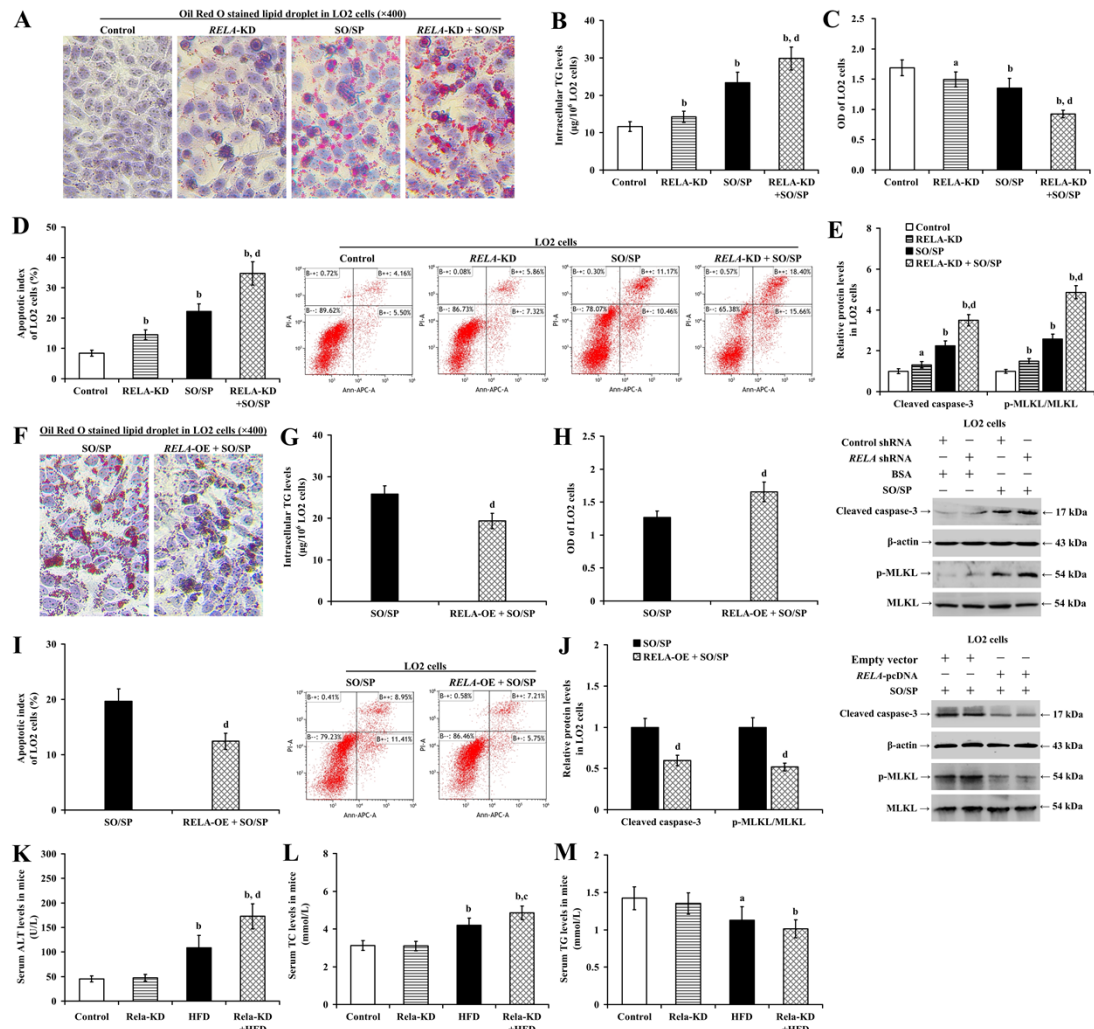 A
Oil Red O stained lipid droplet in LO2 cells (×400)
Control
RELA-KD
SO/SP
RELA-KD + SO/SP
B
Intracellular TG levels
(μg/10⁶ LO2 cells)
40
30
20
10
0
b
b
b, d
Control
RELA-KD
SO/SP
RELA-KD
+SO/SP
C
OD of LO2 cells
2.5
2
1.5
1
0.5
0
a
b
b, d
Control
RELA-KD
SO/SP
RELA-KD
+SO/SP
D
Apoptotic index
of LO2 cells (%)
50
40
30
20
10
0
b
b
b, d
Control
RELA-KD
SO/SP
RELA-KD
+SO/SP
LO2 cells
Control
RELA-KD
SO/SP
RELA-KD + SO/SP
B-+: 0.72%
B++: 4.16%
B--: 89.62%
B+-: 5.50%
B-+: 0.08%
B++: 5.86%
B--: 86.73%
B+-: 7.32%
B-+: 0.30%
B++: 11.17%
B--: 78.07%
B+-: 10.46%
B-+: 0.57%
B++: 18.40%
B--: 65.38%
B+-: 15.66%
PI-A
Ann-APC-A
Ann-APC-A
Ann-APC-A
Ann-APC-A
E
Control
RELA-KD
SO/SP
RELA-KD + SO/SP
Relative protein levels
in LO2 cells
8
6
4
2
0
a
b
b,d
b
b
b,d
Cleaved caspase-3
p-MLKL/MLKL
LO2 cells
Control shRNA + − + −
RELA shRNA − + − +
BSA + + − −
SO/SP − − + +
Cleaved caspase-3 → ← 17 kDa
β-actin → ← 43 kDa
p-MLKL → ← 54 kDa
MLKL → ← 54 kDa
F
Oil Red O stained lipid droplet in LO2 cells (×400)
SO/SP
RELA-OE + SO/SP
G
Intracellular TG levels
(μg/10⁶ LO2 cells)
40
30
20
10
0
d
SO/SP
RELA-OE + SO/SP
H
OD of LO2 cells
2.5
2
1.5
1
0.5
0
d
SO/SP
RELA-OE + SO/SP
I
Apoptotic index
of LO2 cells (%)
30
20
10
0
d
SO/SP
RELA-OE + SO/SP
LO2 cells
SO/SP
RELA-OE + SO/SP
B-+: 0.41%
B++: 8.95%
B--: 79.23%
B+-: 11.41%
B-+: 0.58%
B++: 7.21%
B--: 86.46%
B+-: 5.75%
PI-A
PI-A
Ann-APC-A
Ann-APC-A
J
SO/SP
RELA-OE + SO/SP
Relative protein levels
in LO2 cells
2
1.5
1
0.5
0
d
d
Cleaved caspase-3
p-MLKL/MLKL
LO2 cells
Empty vector + + − −
RELA-pcDNA − − + +
SO/SP + + + +
Cleaved caspase-3 → ← 17 kDa
β-actin → ← 43 kDa
p-MLKL → ← 54 kDa
MLKL → ← 54 kDa
K
Serum ALT levels in mice
(U/L)
300
250
200
150
100
50
0
b
b, d
Control
Rela-KD
HFD
Rela-KD
+HFD
L
Serum TC levels in mice
(mmol/L)
8
6
4
2
0
b
b,c
Control
Rela-KD
HFD
Rela-KD
+HFD
M
Serum TG levels in mice
(mmol/L)
2
1.5
1
0.5
0
a
b
Control
Rela-KD
HFD
Rela-KD
+HFD